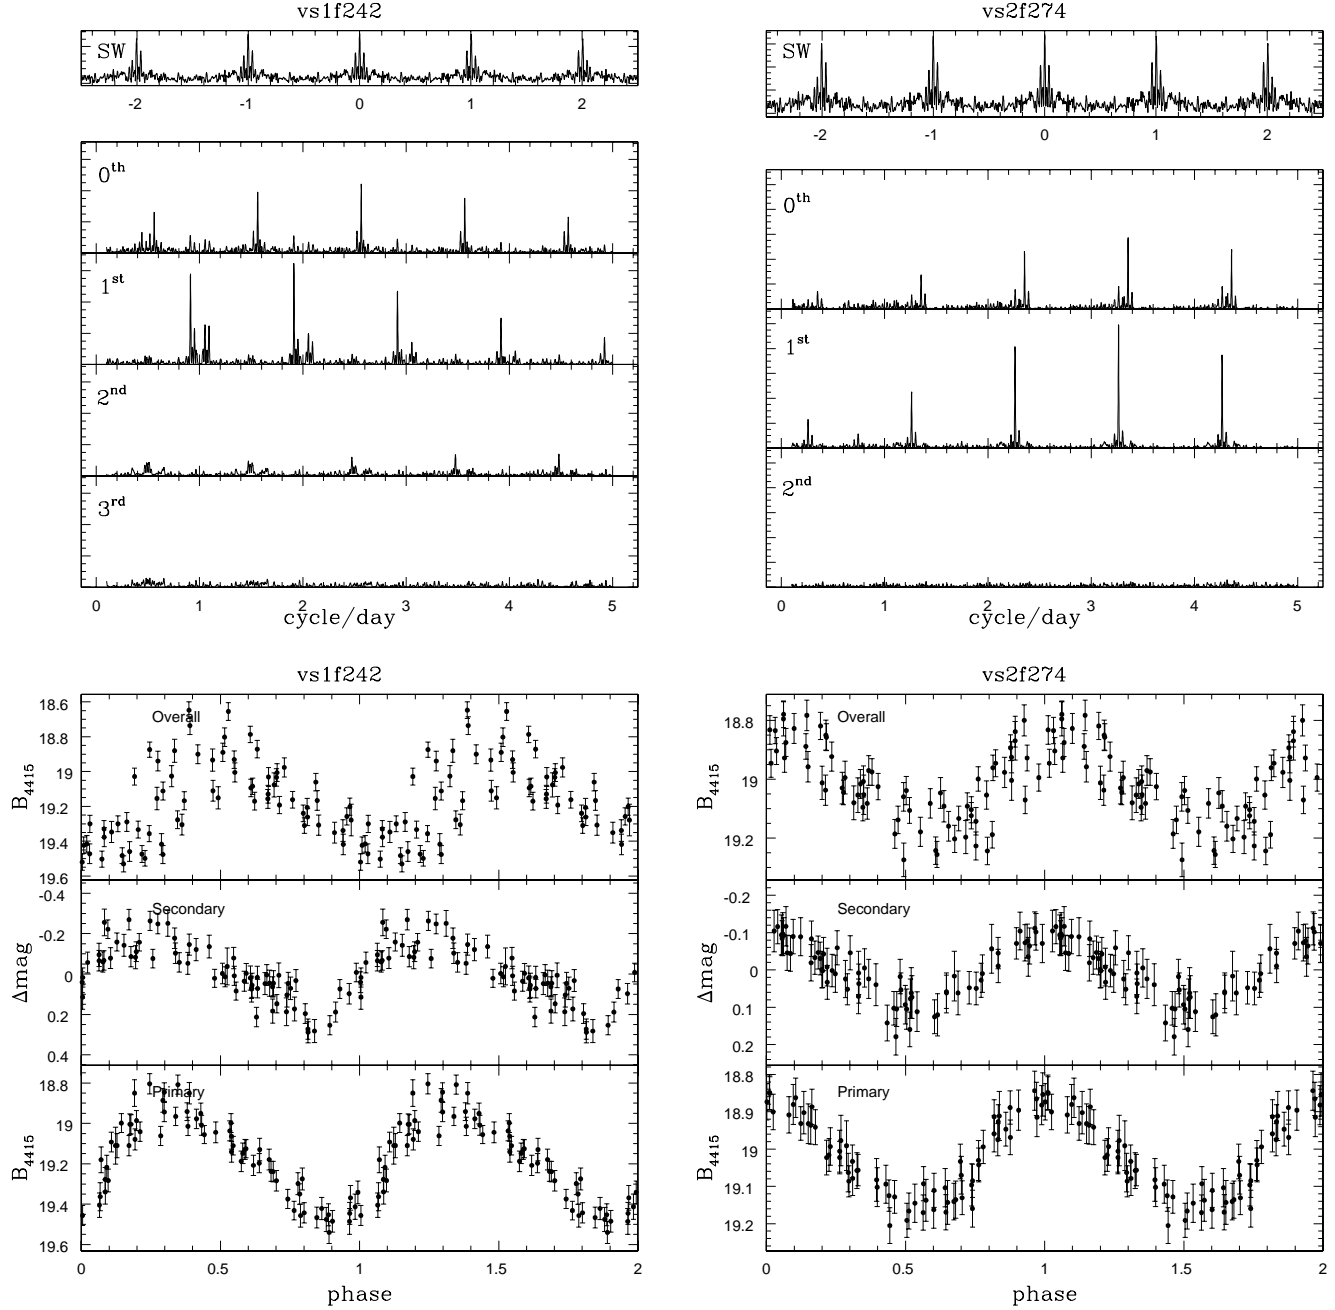 vs1f242
SW
-2 -1 0 1 2
0th
1st
2nd
3rd
0 1 2 3 4 5
cycle/day
vs2f274
SW
-2 -1 0 1 2
0th
1st
2nd
0 1 2 3 4 5
cycle/day
vs1f242
Overall
18.6
18.8
19
19.2
19.4
19.6
B4415
Secondary
-0.4
-0.2
0
0.2
0.4
Δmag
Primary
18.8
19
19.2
19.4
19.6
B4415
0 0.5 1 1.5 2
phase
vs2f274
Overall
18.8
19
19.2
B4415
Secondary
-0.2
-0.1
0
0.1
0.2
Δmag
Primary
18.8
18.9
19
19.1
19.2
B4415
0 0.5 1 1.5 2
phase